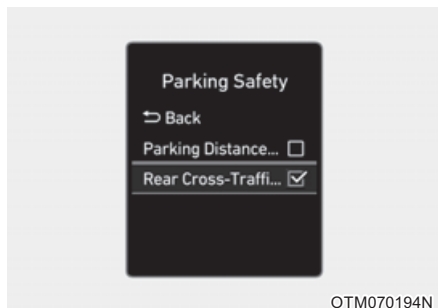 Parking Safety
Back
Parking Distance...
Rear Cross-Traffi...
OTM070194N